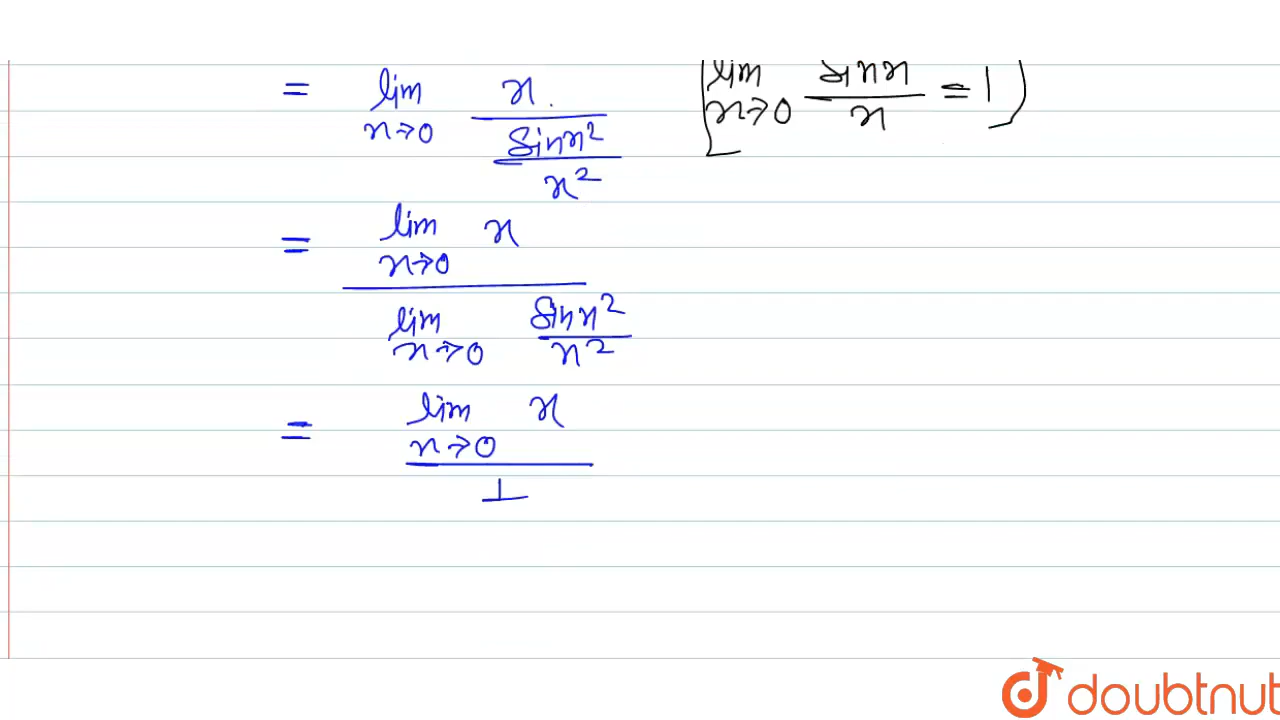 = lim x→0 x / (sin x² / x²) [lim x→0 sin x / x = 1]
= lim x→0 x / lim x→0 sin x² / x²
= lim x→0 x / 1
doubtnut